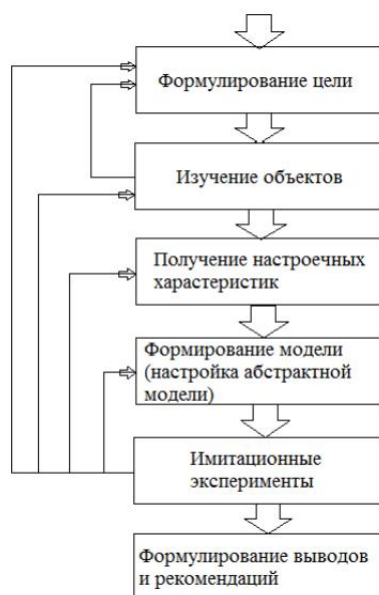 Формулирование цели
Изучение объектов
Получение настроечных
характеристик
Формирование модели
(настройка абстрактной
модели)
Имитационные
эксперименты
Формулирование выводов
и рекомендаций